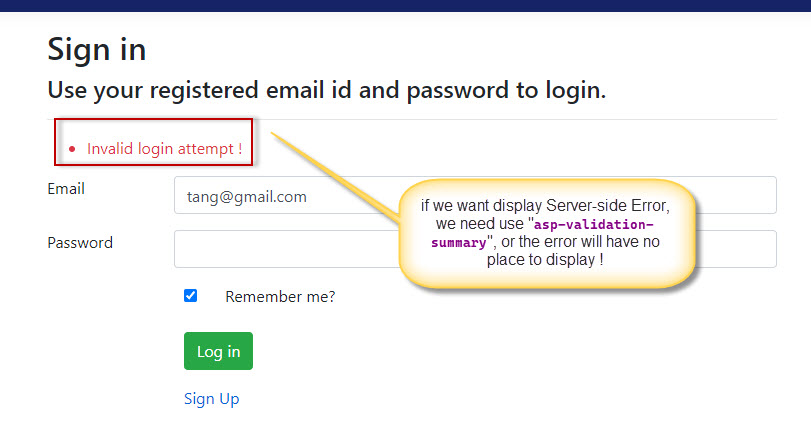 Sign in
Use your registered email id and password to login.
Invalid login attempt !
Email
tang@gmail.com
if we want display Server-side Error,
we need use "asp-validation-
summary", or the error will have no
place to display !
Password
Remember me?
Log in
Sign Up